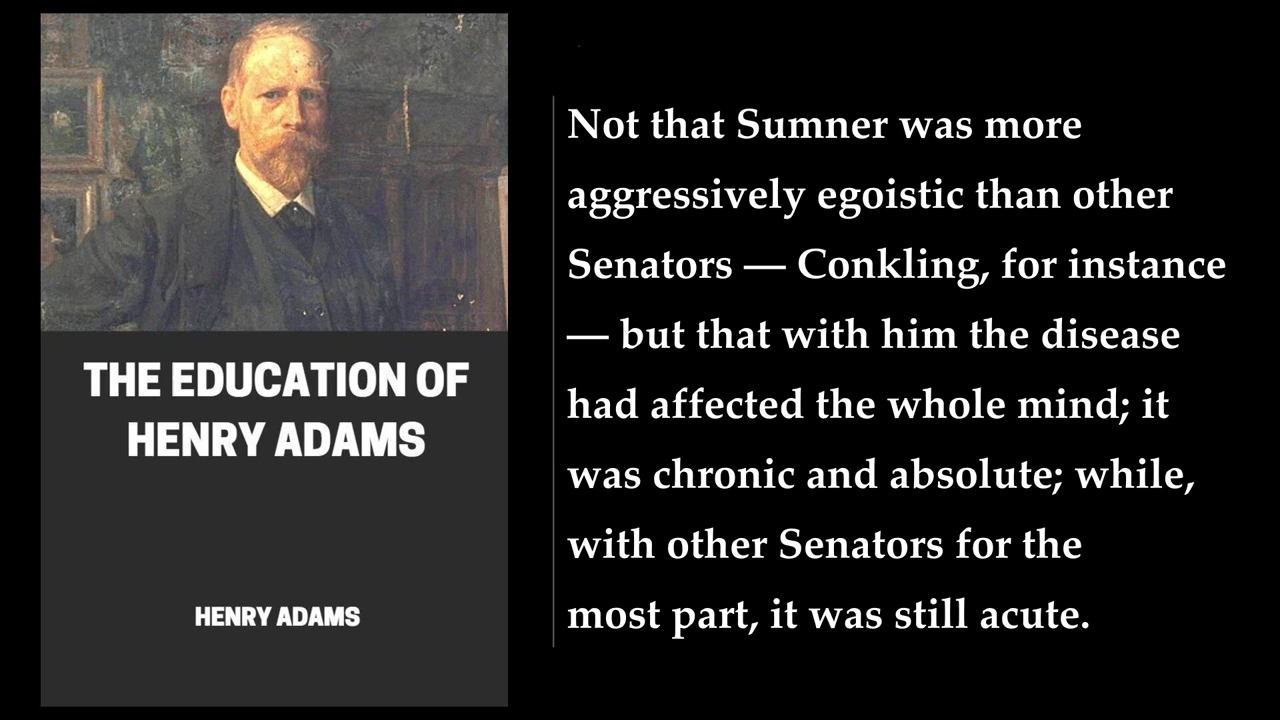 THE EDUCATION OF
HENRY ADAMS
HENRY ADAMS
Not that Sumner was more
aggressively egoistic than other
Senators — Conkling, for instance
— but that with him the disease
had affected the whole mind; it
was chronic and absolute; while,
with other Senators for the
most part, it was still acute.